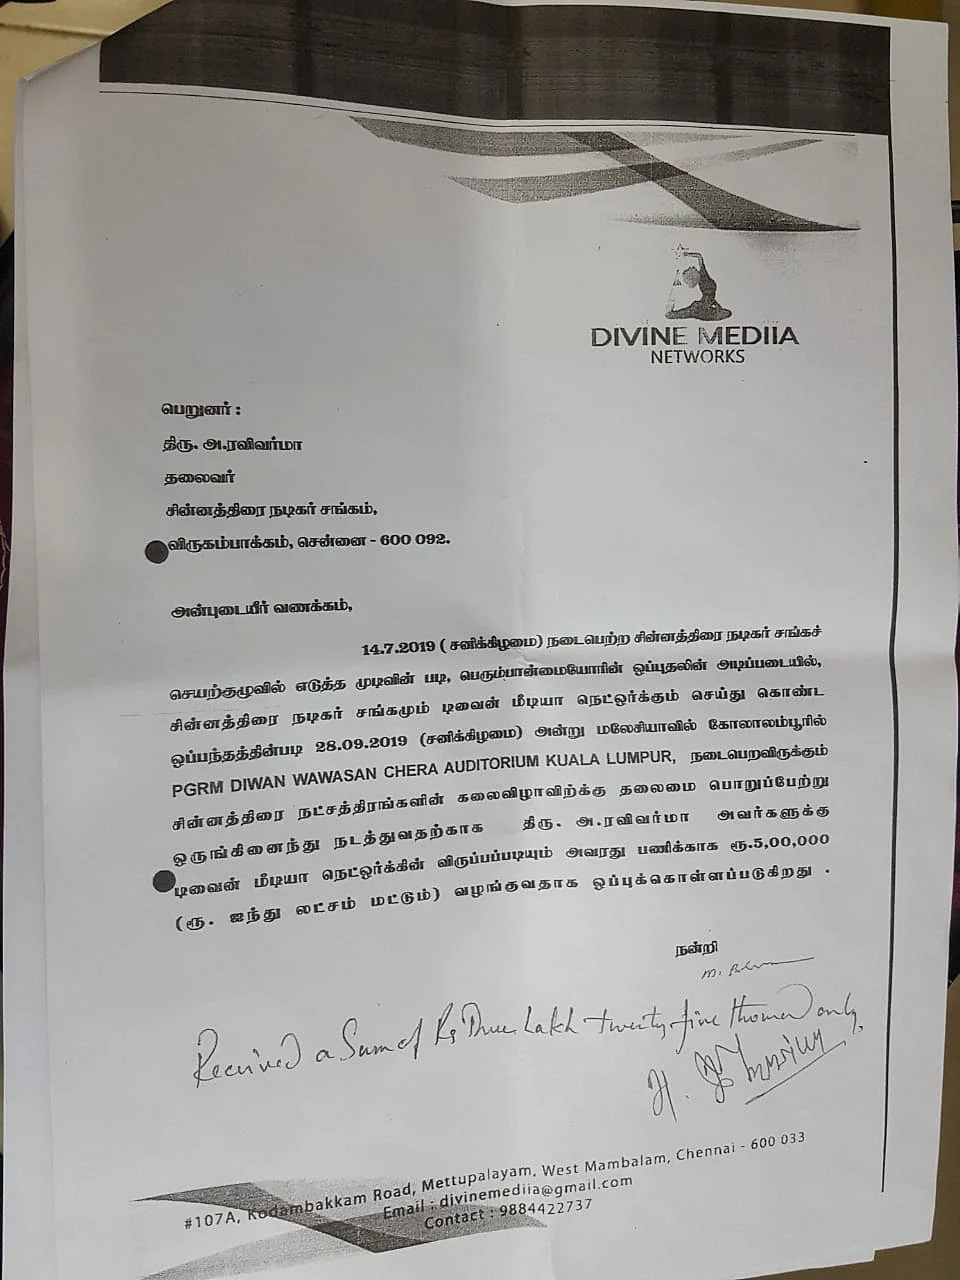 DIVINE MEDIIA
NETWORKS
பெறுனர் :
திரு. அ.ரவிவர்மா
தலைவர்
சின்னத்திரை நடிகர் சங்கம்,
விருகம்பாக்கம், சென்னை - 600 092.
அன்புடையீர் வணக்கம்,
14.7.2019 ( சனிக்கிழமை) நடைபெற்ற சின்னத்திரை நடிகர் சங்கச்
செயற்குழுவில் எடுத்த முடிவின் படி, பெரும்பான்மையோரின் ஒப்புதலின் அடிப்படையில்,
சின்னத்திரை நடிகர் சங்கமும் டிவைன் மீடியா நெட்ஓர்க்கும் செய்து கொண்ட
ஒப்பந்தத்தின்படி 28.09.2019 (சனிக்கிழமை) அன்று மலேசியாவில் கோலாலம்பூரில்
PGRM DIWAN WAWASAN CHERA AUDITORIUM KUALA LUMPUR, நடைபெறவிருக்கும்
சின்னத்திரை நட்சத்திரங்களின் கலைவிழாவிற்க்கு தலைமை பொறுப்பேற்று
ஒருங்கினைந்து நடத்துவதற்காக திரு. அ.ரவிவர்மா அவர்களுக்கு
டிவைன் மீடியா நெட்ஓர்க்கின் விருப்பப்படியும் அவரது பணிக்காக ரூ.5,00,000
(ரூ. ஐந்து லட்சம் மட்டும்) வழங்குவதாக ஒப்புக்கொள்ளப்படுகிறது .
நன்றி
Received a Sum of Rs Three Lakh twenty five thousand only.
#107A, Kodambakkam Road, Mettupalayam, West Mambalam, Chennai - 600 033
Email : divinemediia@gmail.com
Contact : 9884422737